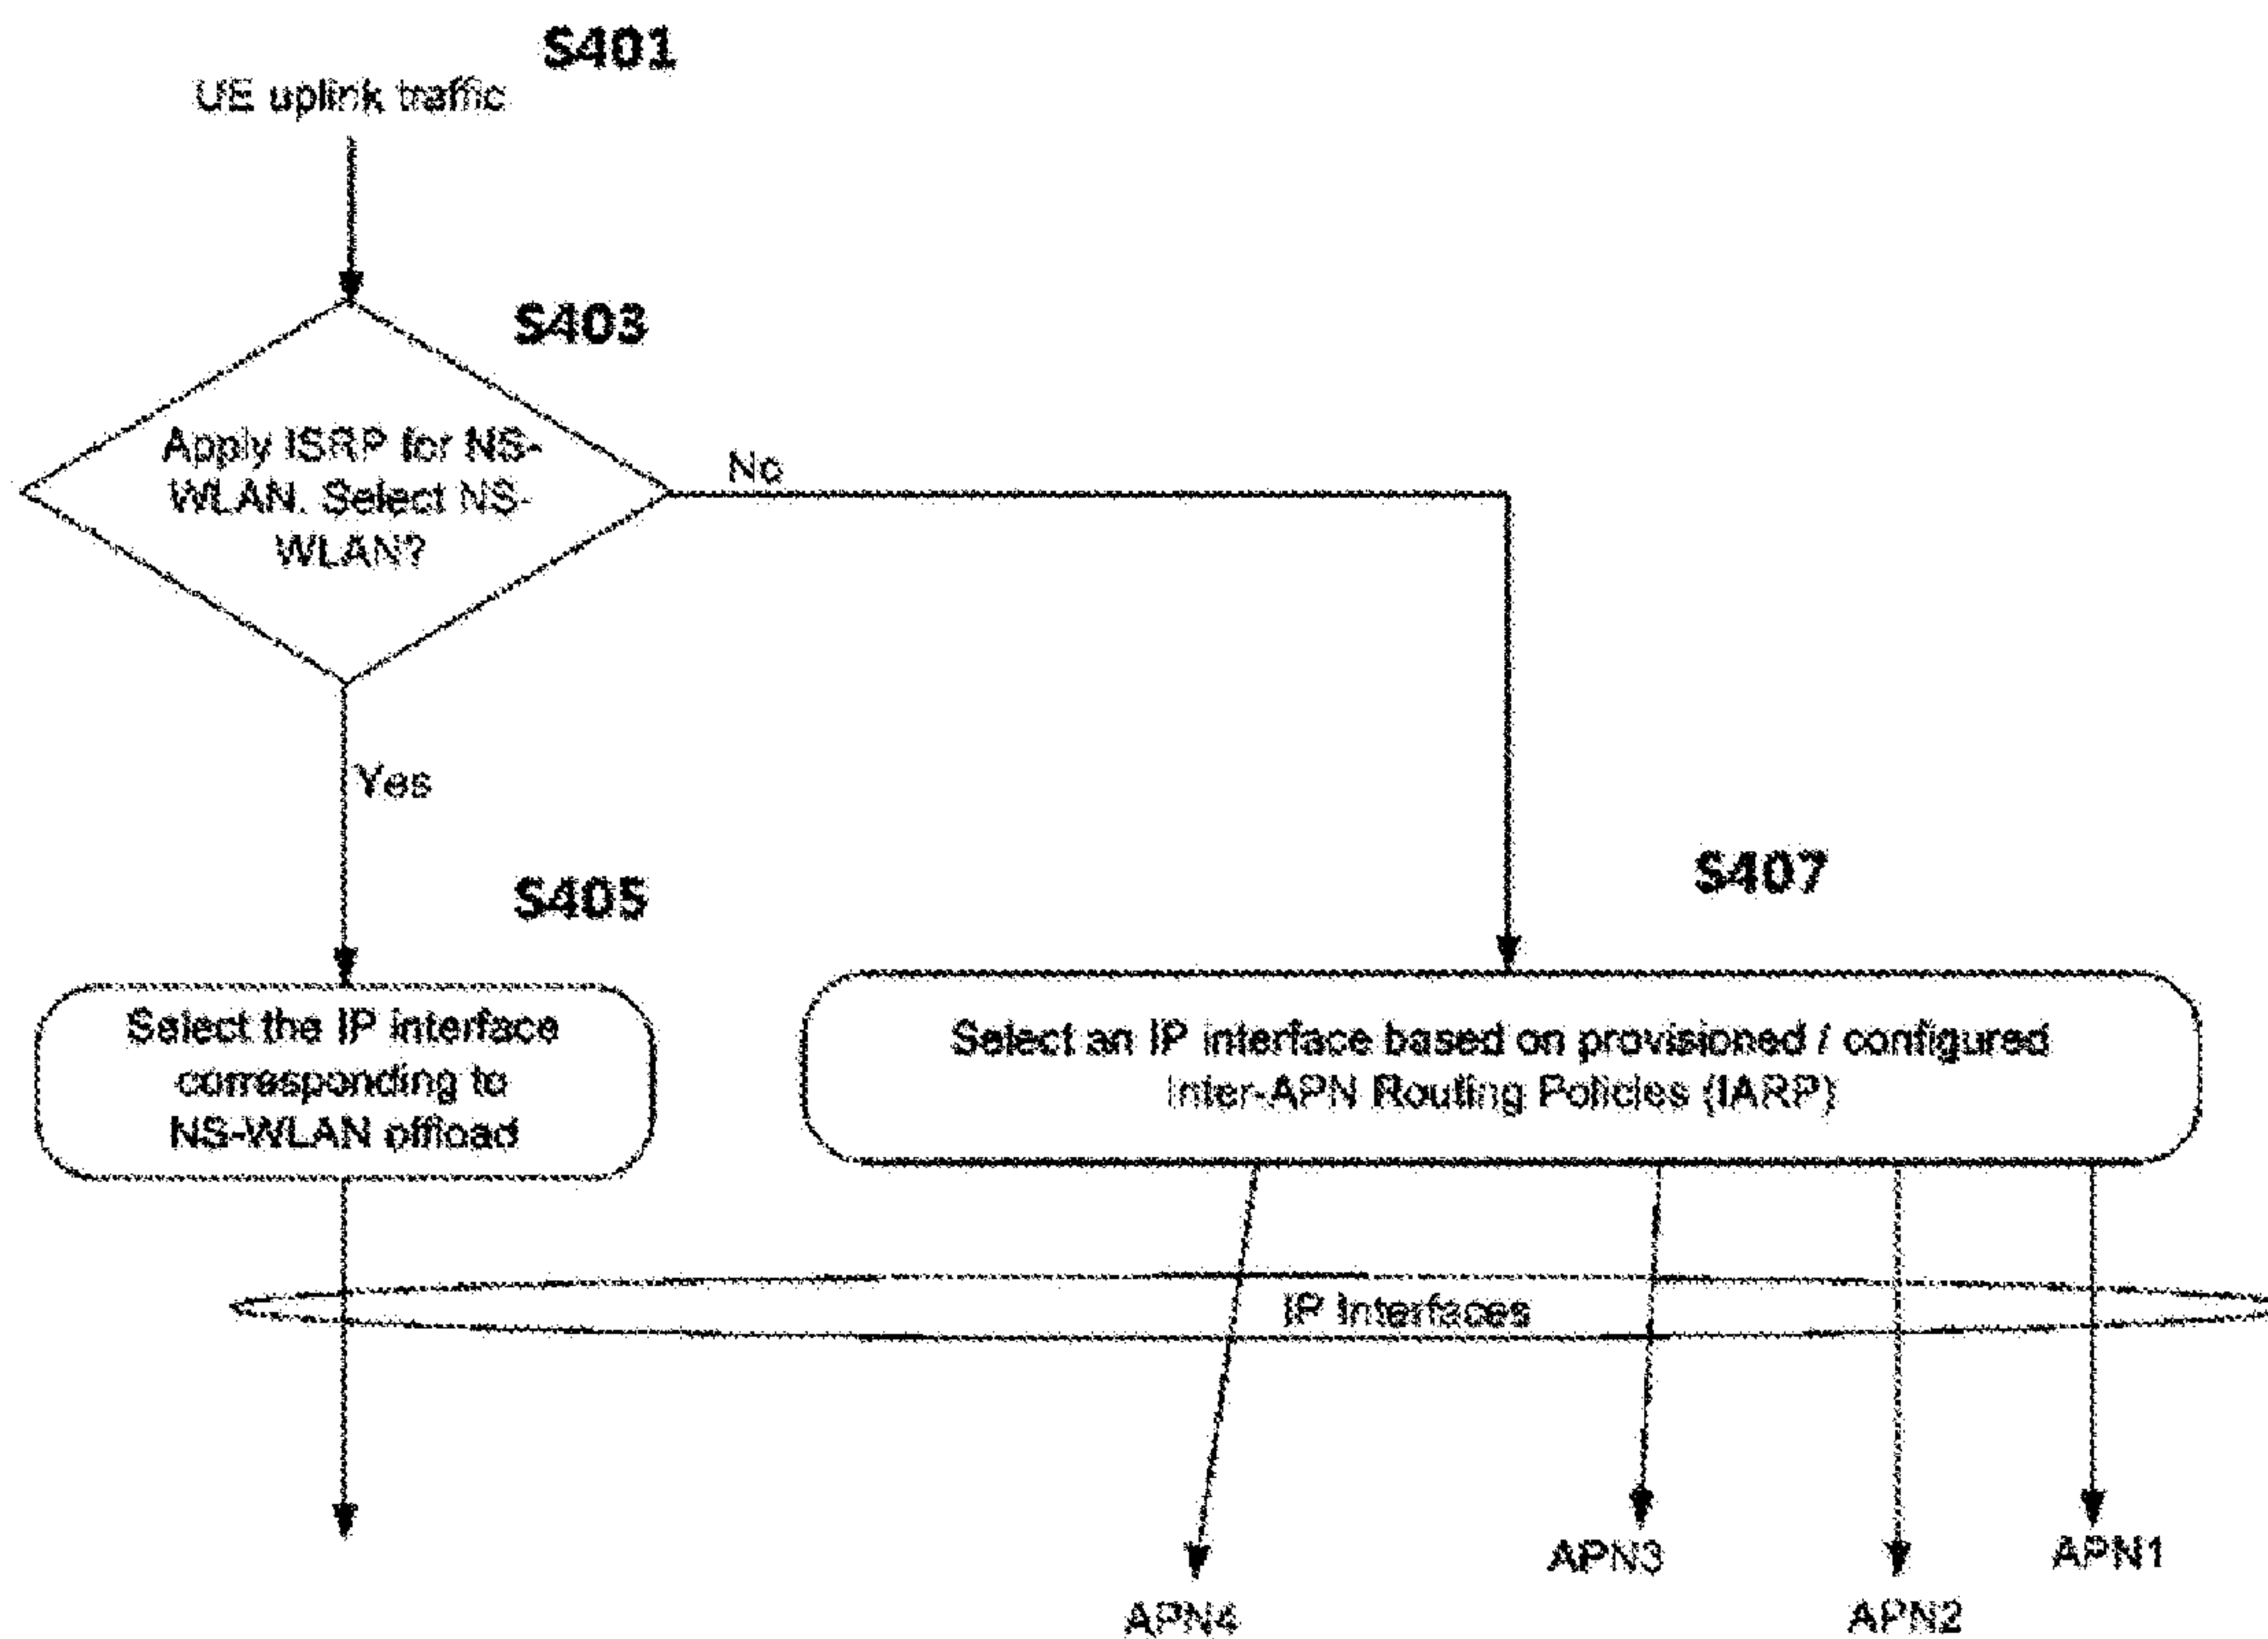 S401
UE uplink traffic
S403
Apply ISRP for NS-
WLAN. Select NS-
WLAN?
No
Yes
S405
S407
Select the IP interface
corresponding to
NS-WLAN offload
Select an IP interface based on provisioned / configured
Inter-APN Routing Policies (IARP)
IP Interfaces
APN4
APN3
APN2
APN1